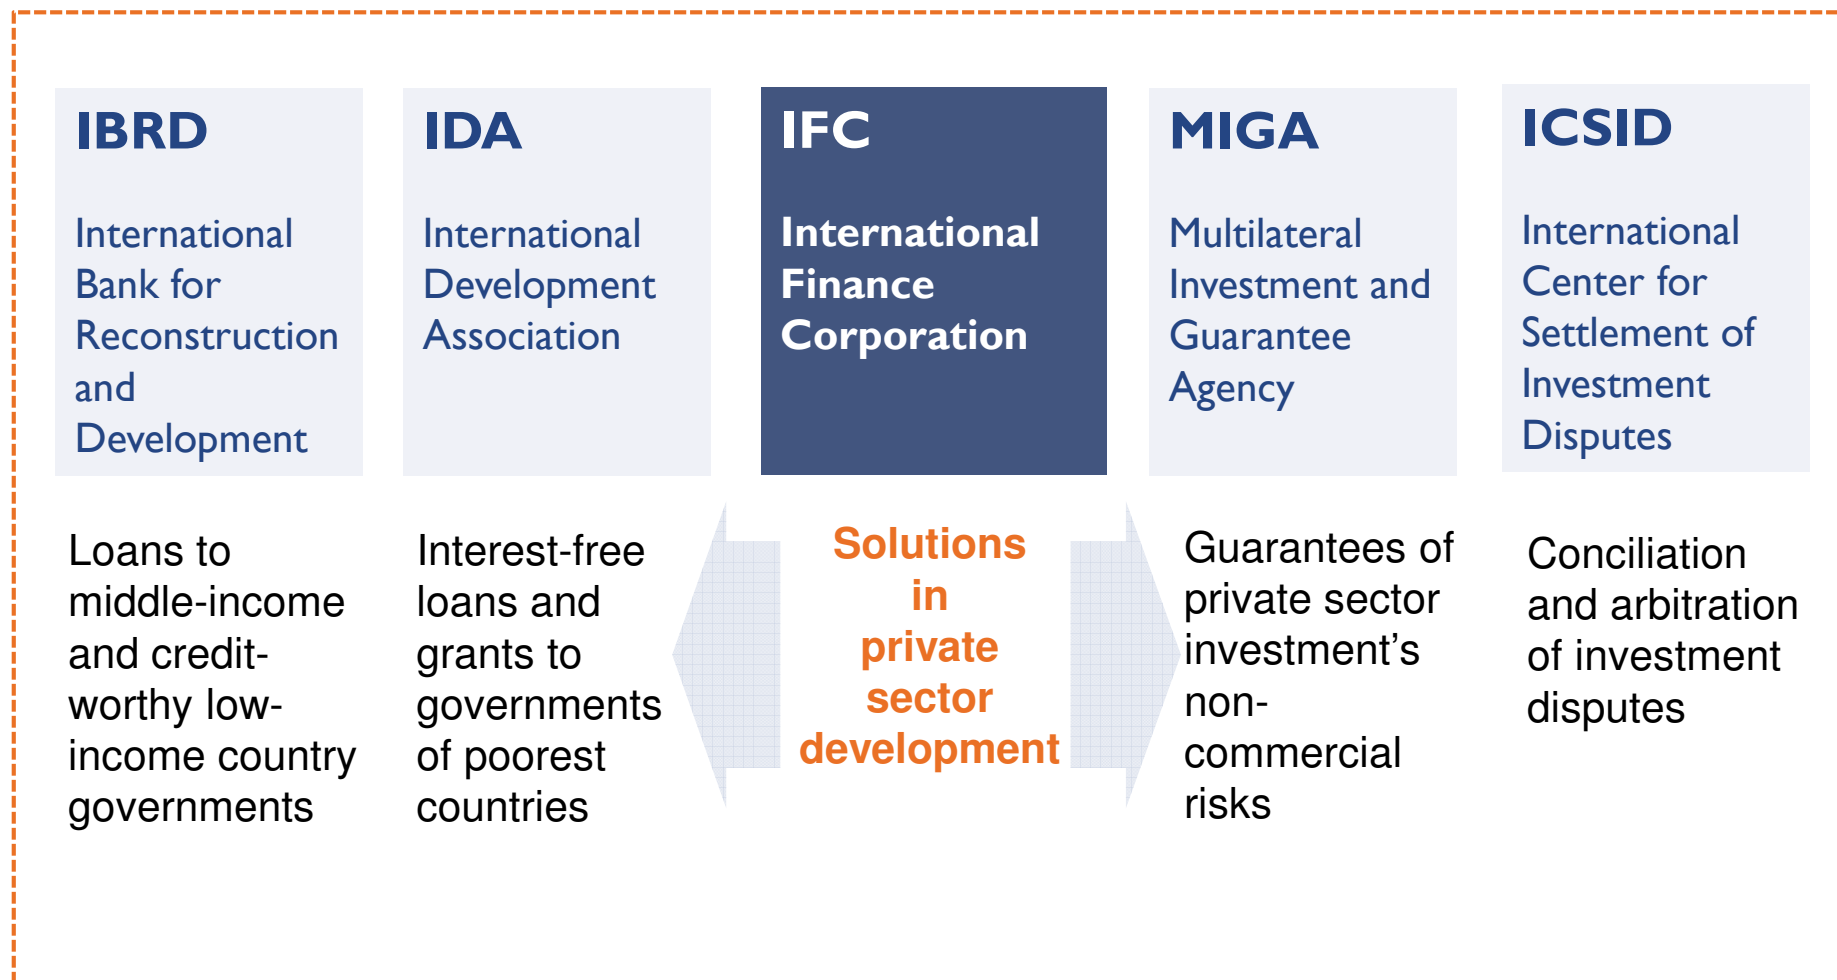 IBRD
International
Bank for
Reconstruction
and
Development
Loans to
middle-income
and credit-
worthy low-
income country
governments
IDA
International
Development
Association
Interest-free
loans and
grants to
governments
of poorest
countries
IFC
International
Finance
Corporation
Solutions
in
private
sector
development
MIGA
Multilateral
Investment and
Guarantee
Agency
Guarantees of
private sector
investment’s
non-
commercial
risks
ICSID
International
Center for
Settlement of
Investment
Disputes
Conciliation
and arbitration
of investment
disputes